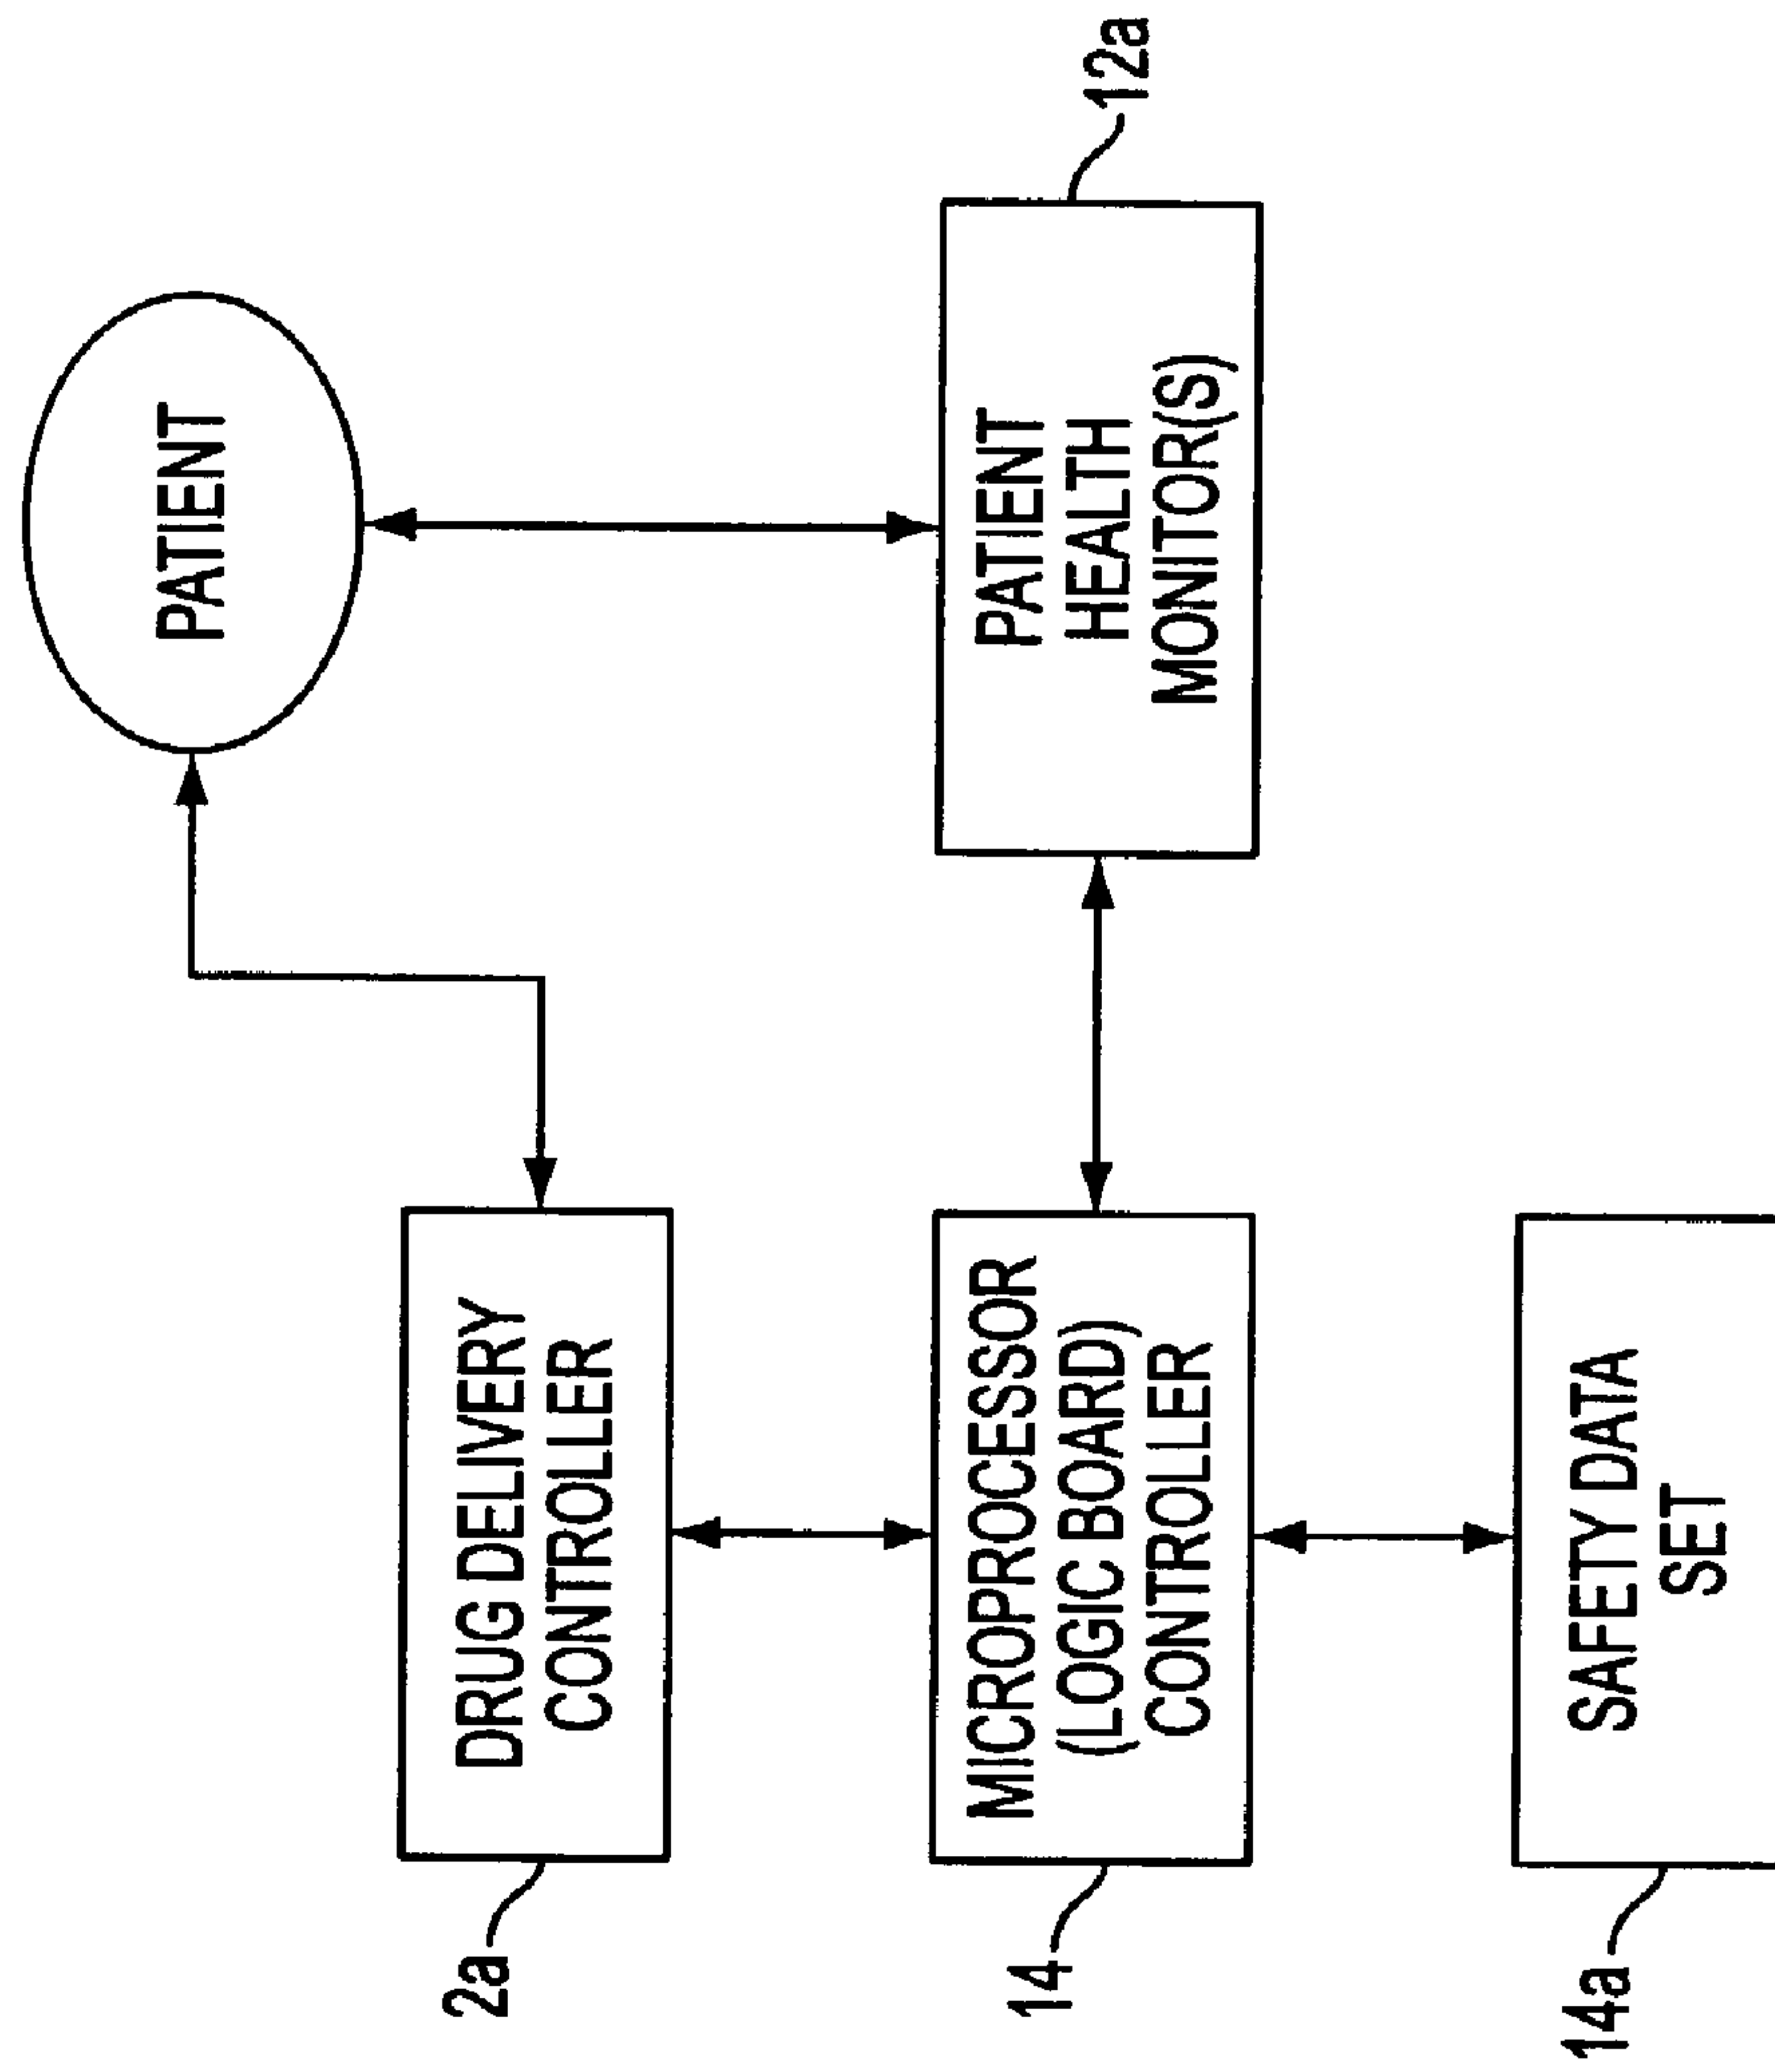 PATIENT
2a
DRUG DELIVERY
CONTROLLER
14
MICROPROCESSOR
(LOGIC BOARD)
CONTROLLER
PATIENT
HEALTH
MONITOR(S)
12a
14a
SAFETY DATA
SET